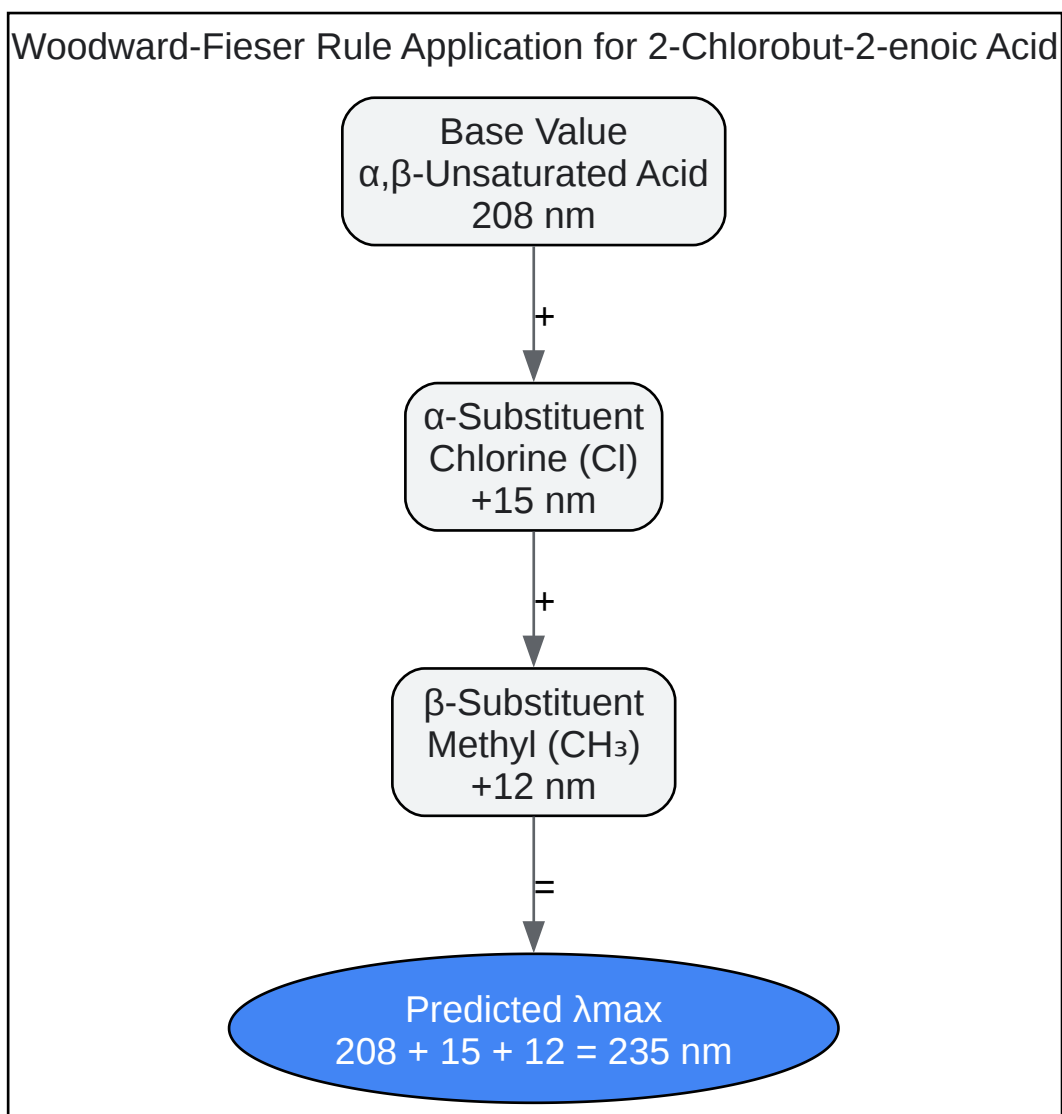 Woodward-Fieser Rule Application for 2-Chlorobut-2-enoic Acid
Base Value
α,β-Unsaturated Acid
208 nm
+
α-Substituent
Chlorine (Cl)
+15 nm
+
β-Substituent
Methyl (CH₃)
+12 nm
=
Predicted λmax
208 + 15 + 12 = 235 nm